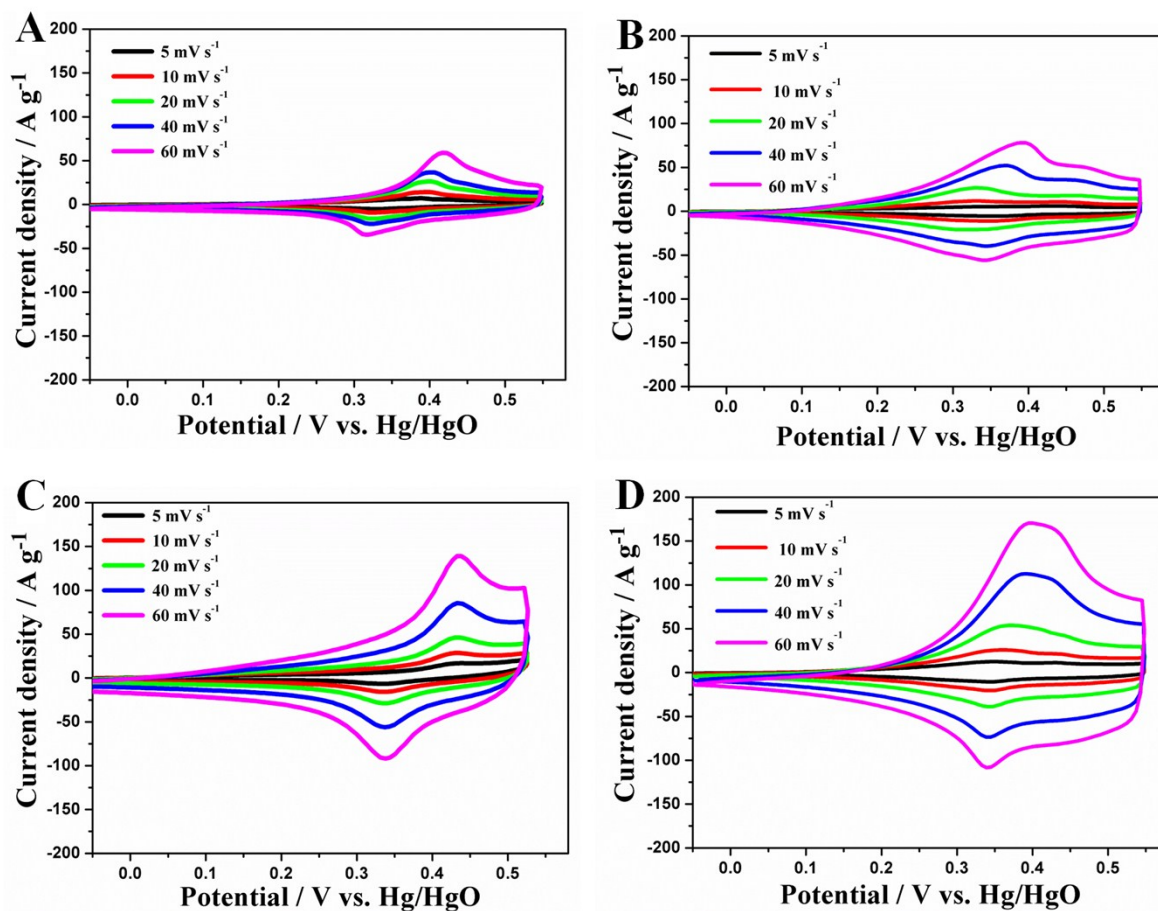 A
Current density / A g⁻¹
200
150
100
50
0
-50
-100
-150
-200
5 mV s⁻¹
10 mV s⁻¹
20 mV s⁻¹
40 mV s⁻¹
60 mV s⁻¹
0.0 0.1 0.2 0.3 0.4 0.5
Potential / V vs. Hg/HgO
B
Current density / A g⁻¹
200
150
100
50
0
-50
-100
-150
-200
5 mV s⁻¹
10 mV s⁻¹
20 mV s⁻¹
40 mV s⁻¹
60 mV s⁻¹
0.0 0.1 0.2 0.3 0.4 0.5
Potential / V vs. Hg/HgO
C
Current density / A g⁻¹
200
150
100
50
0
-50
-100
-150
-200
5 mV s⁻¹
10 mV s⁻¹
20 mV s⁻¹
40 mV s⁻¹
60 mV s⁻¹
0.0 0.1 0.2 0.3 0.4 0.5
Potential / V vs. Hg/HgO
D
Current density / A g⁻¹
200
150
100
50
0
-50
-100
-150
-200
5 mV s⁻¹
10 mV s⁻¹
20 mV s⁻¹
40 mV s⁻¹
60 mV s⁻¹
0.0 0.1 0.2 0.3 0.4 0.5
Potential / V vs. Hg/HgO